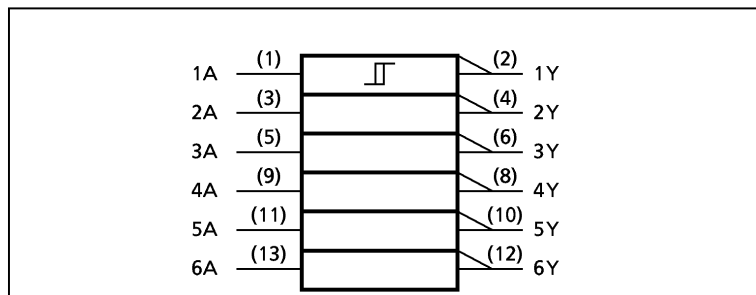 1A (1) (2) 1Y
2A (3) (4) 2Y
3A (5) (6) 3Y
4A (9) (8) 4Y
5A (11) (10) 5Y
6A (13) (12) 6Y